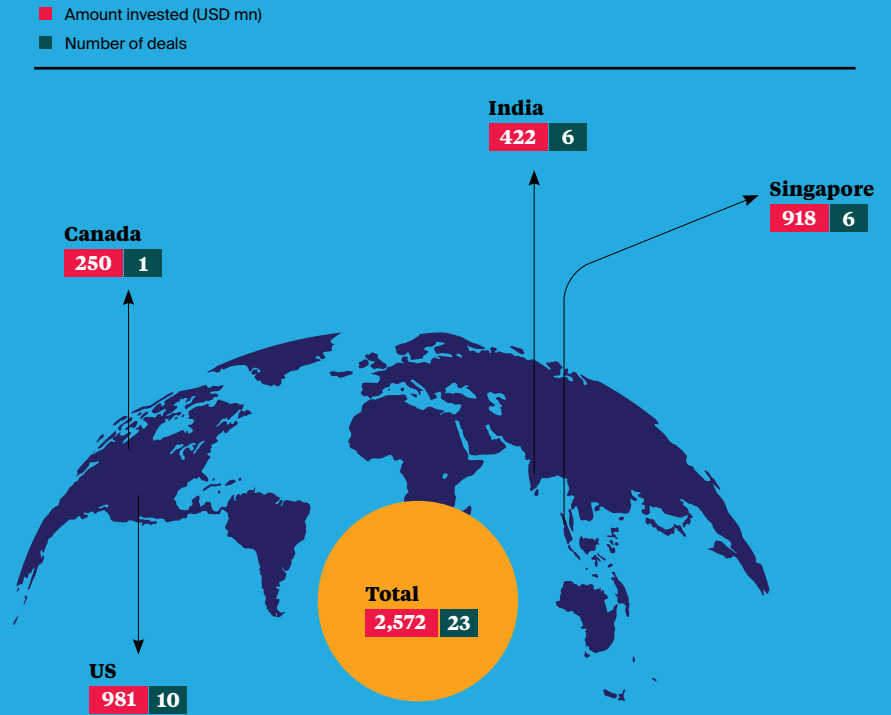 Amount invested (USD mn)
Number of deals
India
422 6
Singapore
918 6
Canada
250 1
Total
2,572 23
US
981 10